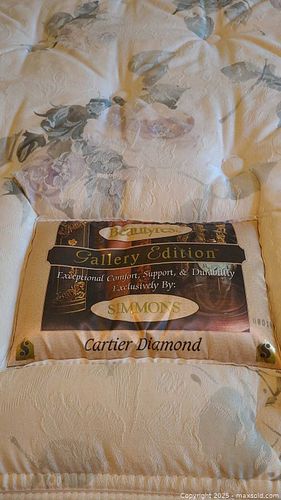 Beautyrest
Gallery Edition
Exceptional Comfort, Support, & Durability
Exclusively By:
SIMMONS
Cartier Diamond
S S
Copyright © 2025 - maxsold.com